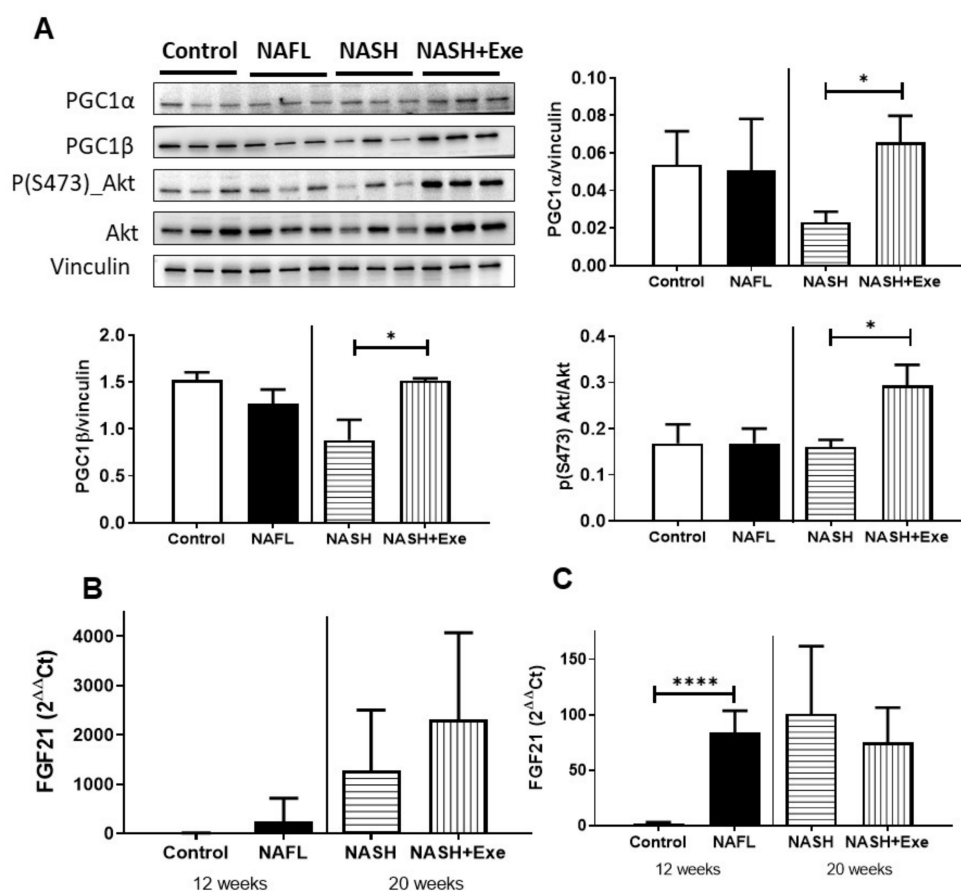 A
Control NAFL NASH NASH+Exe
PGC1α
PGC1β
P(S473)_Akt
Akt
Vinculin
PGC1α/vinculin
0.08
0.06
0.04
0.02
0.00
*
Control NAFL NASH NASH+Exe
PGC1β/vinculin
2.0
1.5
1.0
0.5
0.0
*
Control NAFL NASH NASH+Exe
p(S473) Akt/Akt
0.4
0.3
0.2
0.1
0.0
*
Control NAFL NASH NASH+Exe
B
FGF21 (2^ΔΔCt)
4000
3000
2000
1000
0
Control NAFL NASH NASH+Exe
12 weeks 20 weeks
C
FGF21 (2^ΔΔCt)
150
100
50
0
****
Control NAFL NASH NASH+Exe
12 weeks 20 weeks